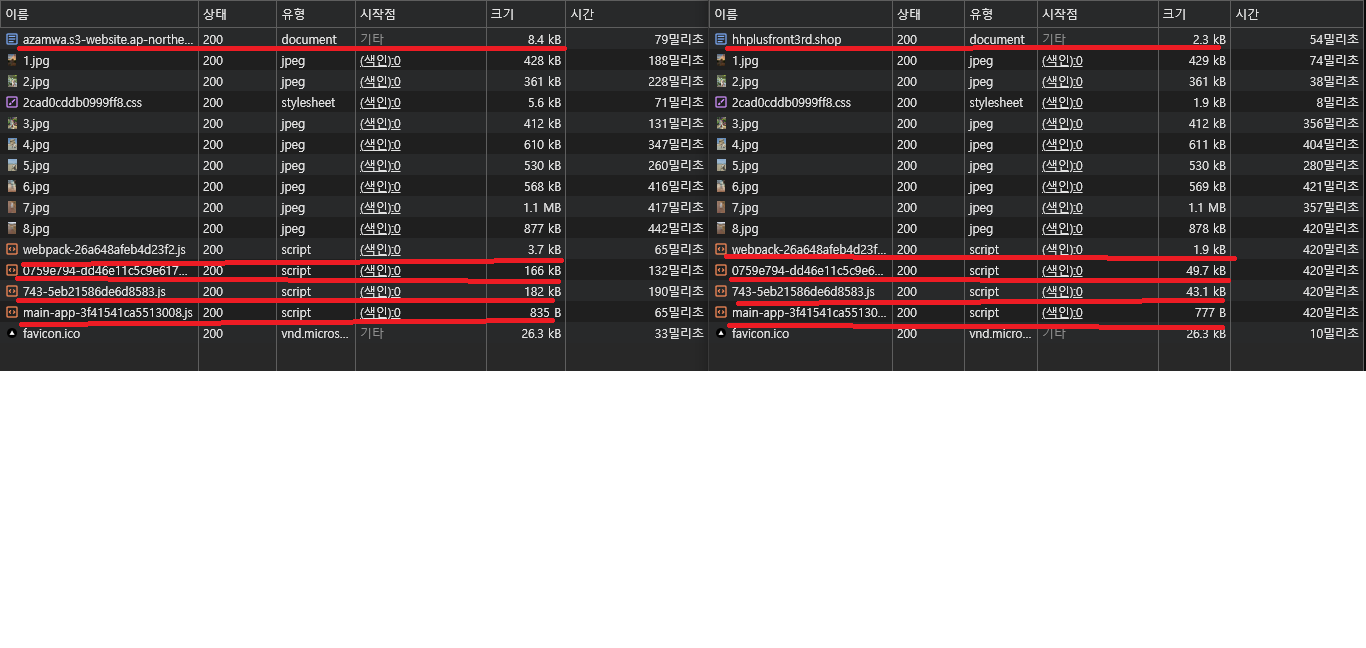 이름 상태 유형 시작점 크기 시간 이름 상태 유형 시작점 크기 시간
azamwa.s3-website.ap-northe... 200 document 기타 8.4 kB 79밀리초 hhplusfront3rd.shop 200 document 기타 2.3 kB 54밀리초
1.jpg 200 jpeg (색인):0 428 kB 188밀리초 1.jpg 200 jpeg (색인):0 429 kB 74밀리초
2.jpg 200 jpeg (색인):0 361 kB 228밀리초 2.jpg 200 jpeg (색인):0 361 kB 38밀리초
2cad0cddb0999ff8.css 200 stylesheet (색인):0 5.6 kB 71밀리초 2cad0cddb0999ff8.css 200 stylesheet (색인):0 1.9 kB 8밀리초
3.jpg 200 jpeg (색인):0 412 kB 131밀리초 3.jpg 200 jpeg (색인):0 412 kB 356밀리초
4.jpg 200 jpeg (색인):0 610 kB 347밀리초 4.jpg 200 jpeg (색인):0 611 kB 404밀리초
5.jpg 200 jpeg (색인):0 530 kB 260밀리초 5.jpg 200 jpeg (색인):0 530 kB 280밀리초
6.jpg 200 jpeg (색인):0 568 kB 416밀리초 6.jpg 200 jpeg (색인):0 569 kB 421밀리초
7.jpg 200 jpeg (색인):0 1.1 MB 417밀리초 7.jpg 200 jpeg (색인):0 1.1 MB 357밀리초
8.jpg 200 jpeg (색인):0 877 kB 442밀리초 8.jpg 200 jpeg (색인):0 878 kB 420밀리초
webpack-26a648afeb4d23f2.js 200 script (색인):0 3.7 kB 65밀리초 webpack-26a648afeb4d23f... 200 script (색인):0 1.9 kB 420밀리초
0759e794-dd46e11c5c9e617... 200 script (색인):0 166 kB 132밀리초 0759e794-dd46e11c5c9e6... 200 script (색인):0 49.7 kB 420밀리초
743-5eb21586de6d8583.js 200 script (색인):0 182 kB 190밀리초 743-5eb21586de6d8583.js 200 script (색인):0 43.1 kB 420밀리초
main-app-3f41541ca5513008.js 200 script (색인):0 835 B 65밀리초 main-app-3f41541ca55130... 200 script (색인):0 777 B 420밀리초
favicon.ico 200 vnd.micros... 기타 26.3 kB 33밀리초 favicon.ico 200 vnd.micro... 기타 26.3 kB 10밀리초